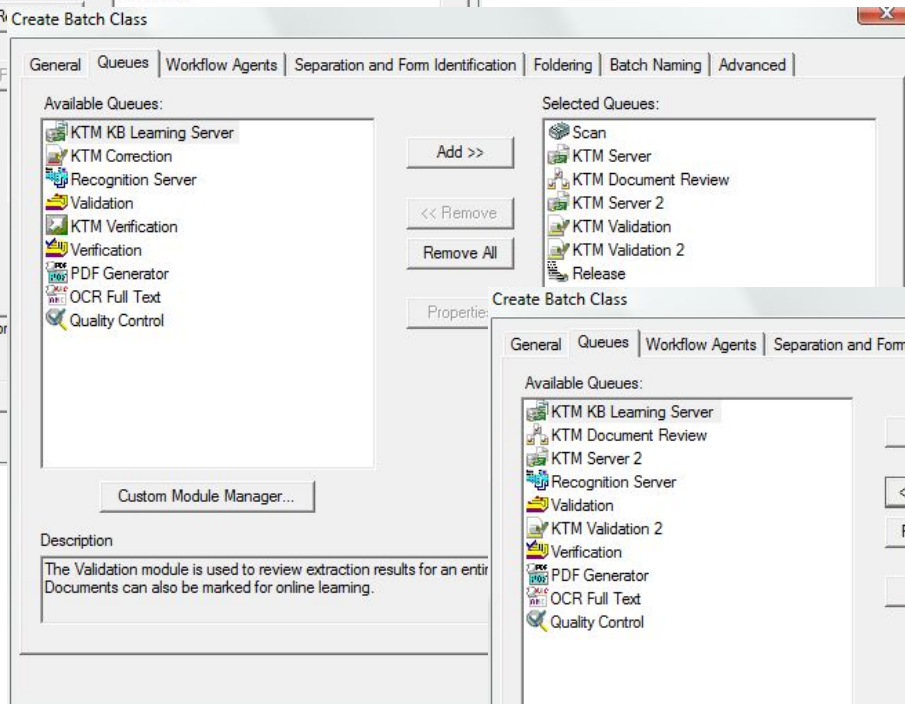 Create Batch Class
General Queues Workflow Agents Separation and Form Identification Foldering Batch Naming Advanced
Available Queues:
KTM KB Learning Server
KTM Correction
Recognition Server
Validation
KTM Verification
Verification
PDF Generator
OCR Full Text
Quality Control
Add >>
<< Remove
Remove All
Properties
Selected Queues:
Scan
KTM Server
KTM Document Review
KTM Server 2
KTM Validation
KTM Validation 2
Release
Custom Module Manager...
Description
The Validation module is used to review extraction results for an entir
Documents can also be marked for online learning.
Create Batch Class
General Queues Workflow Agents Separation and Form
Available Queues:
KTM KB Learning Server
KTM Document Review
KTM Server 2
Recognition Server
Validation
KTM Validation 2
Verification
PDF Generator
OCR Full Text
Quality Control
<